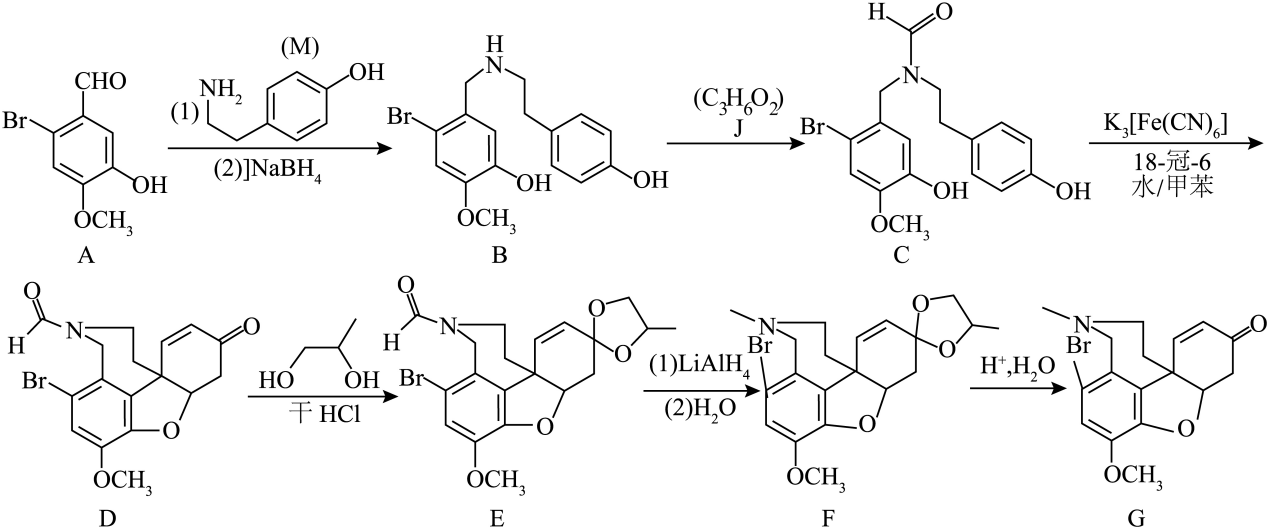 (M)
CHO
NH₂
OH
(1)
Br
OH
OCH₃
A
(2)]NaBH₄
H
N
Br
OH
OH
OCH₃
B
(C₃H₆O₂)
J
H
O
N
Br
OH
OH
OCH₃
C
K₃[Fe(CN)₆]
18-冠-6
水/甲苯
O
H
N
O
Br
O
OCH₃
D
HO
OH
干 HCl
O
H
N
O
O
Br
O
OCH₃
E
(1)LiAlH₄
(2)H₂O
N
Br
O
O
O
OCH₃
F
H⁺,H₂O
N
Br
O
O
OCH₃
G